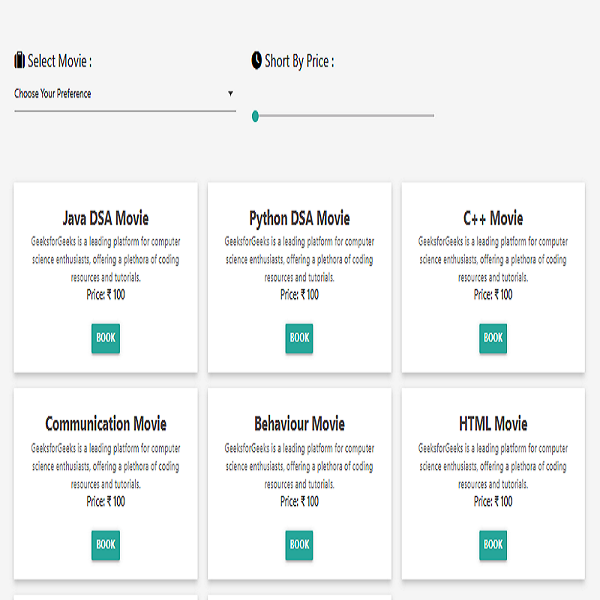 Select Movie :
Short By Price :
Choose Your Preference
Java DSA Movie
GeeksforGeeks is a leading platform for computer
science enthusiasts, offering a plethora of coding
resources and tutorials.
Price: ₹ 100
BOOK
Python DSA Movie
GeeksforGeeks is a leading platform for computer
science enthusiasts, offering a plethora of coding
resources and tutorials.
Price: ₹ 100
BOOK
C++ Movie
GeeksforGeeks is a leading platform for computer
science enthusiasts, offering a plethora of coding
resources and tutorials.
Price: ₹ 100
BOOK
Communication Movie
GeeksforGeeks is a leading platform for computer
science enthusiasts, offering a plethora of coding
resources and tutorials.
Price: ₹ 100
BOOK
Behaviour Movie
GeeksforGeeks is a leading platform for computer
science enthusiasts, offering a plethora of coding
resources and tutorials.
Price: ₹ 100
BOOK
HTML Movie
GeeksforGeeks is a leading platform for computer
science enthusiasts, offering a plethora of coding
resources and tutorials.
Price: ₹ 100
BOOK